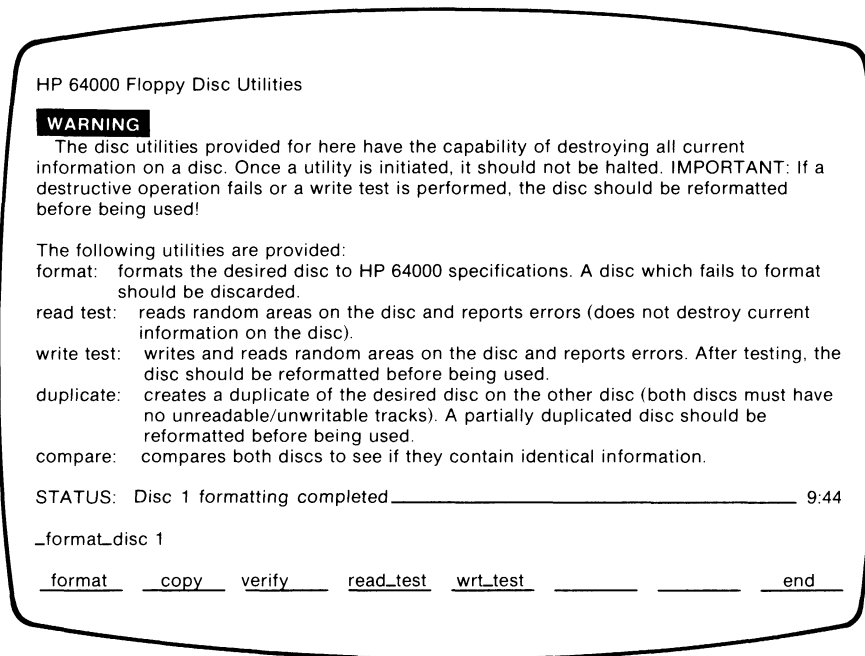 HP 64000 Floppy Disc Utilities
WARNING
The disc utilities provided for here have the capability of destroying all current
information on a disc. Once a utility is initiated, it should not be halted. IMPORTANT: If a
destructive operation fails or a write test is performed, the disc should be reformatted
before being used!
The following utilities are provided:
format: formats the desired disc to HP 64000 specifications. A disc which fails to format
should be discarded.
read test: reads random areas on the disc and reports errors (does not destroy current
information on the disc).
write test: writes and reads random areas on the disc and reports errors. After testing, the
disc should be reformatted before being used.
duplicate: creates a duplicate of the desired disc on the other disc (both discs must have
no unreadable/unwritable tracks). A partially duplicated disc should be
reformatted before being used.
compare: compares both discs to see if they contain identical information.
STATUS: Disc 1 formatting completed 9:44
_format_disc 1
format copy verify read_test wrt_test end